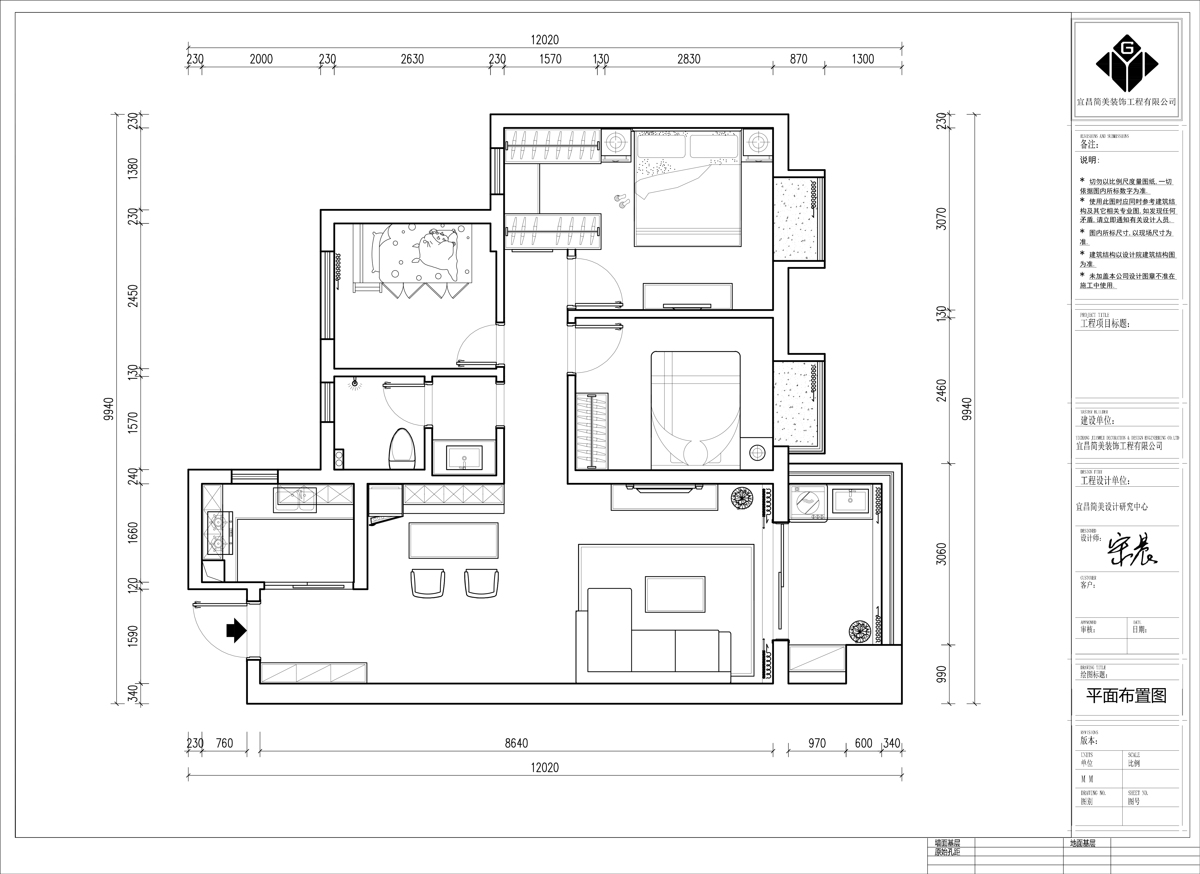 12020
230 2000 230 2630 230 1570 130 2830 870 1300
230
1380
230
2450
130
1570
240
1660
120
1590
340
9940
230
3070
130
2460
3060
990
9940
230 760 8640 970 600 340
12020
G
宜昌简美装饰工程有限公司
备注:
说明:
* 切勿以比例尺度量图纸,一切
依据图内所标数字为准.
* 使用此图时应同时参考建筑结
构及其它相关专业图,如发现任何
矛盾,请立即通知有关设计人员.
* 图内所标尺寸,以现场尺寸为
准.
* 建筑结构以设计院建筑结构图
为准.
* 未加盖本公司设计图章不准在
施工中使用.
PROJECT TITLE
工程项目标题:
建设单位:
宜昌简美装饰工程有限公司
DESIGN FIRM
工程设计单位:
宜昌简美设计研究中心
DESIGNED
设计师:
CUSTOMER
客户:
APPROVED
审核:
DATE
日期:
DRAWING TITLE
绘图标题:
平面布置图
REVISIONS
版本:
UNITS
单位
SCALE
比例
M M
DRAWING NO.
图别
SHEET NO.
图号
墙面基层
地面基层
原始孔距